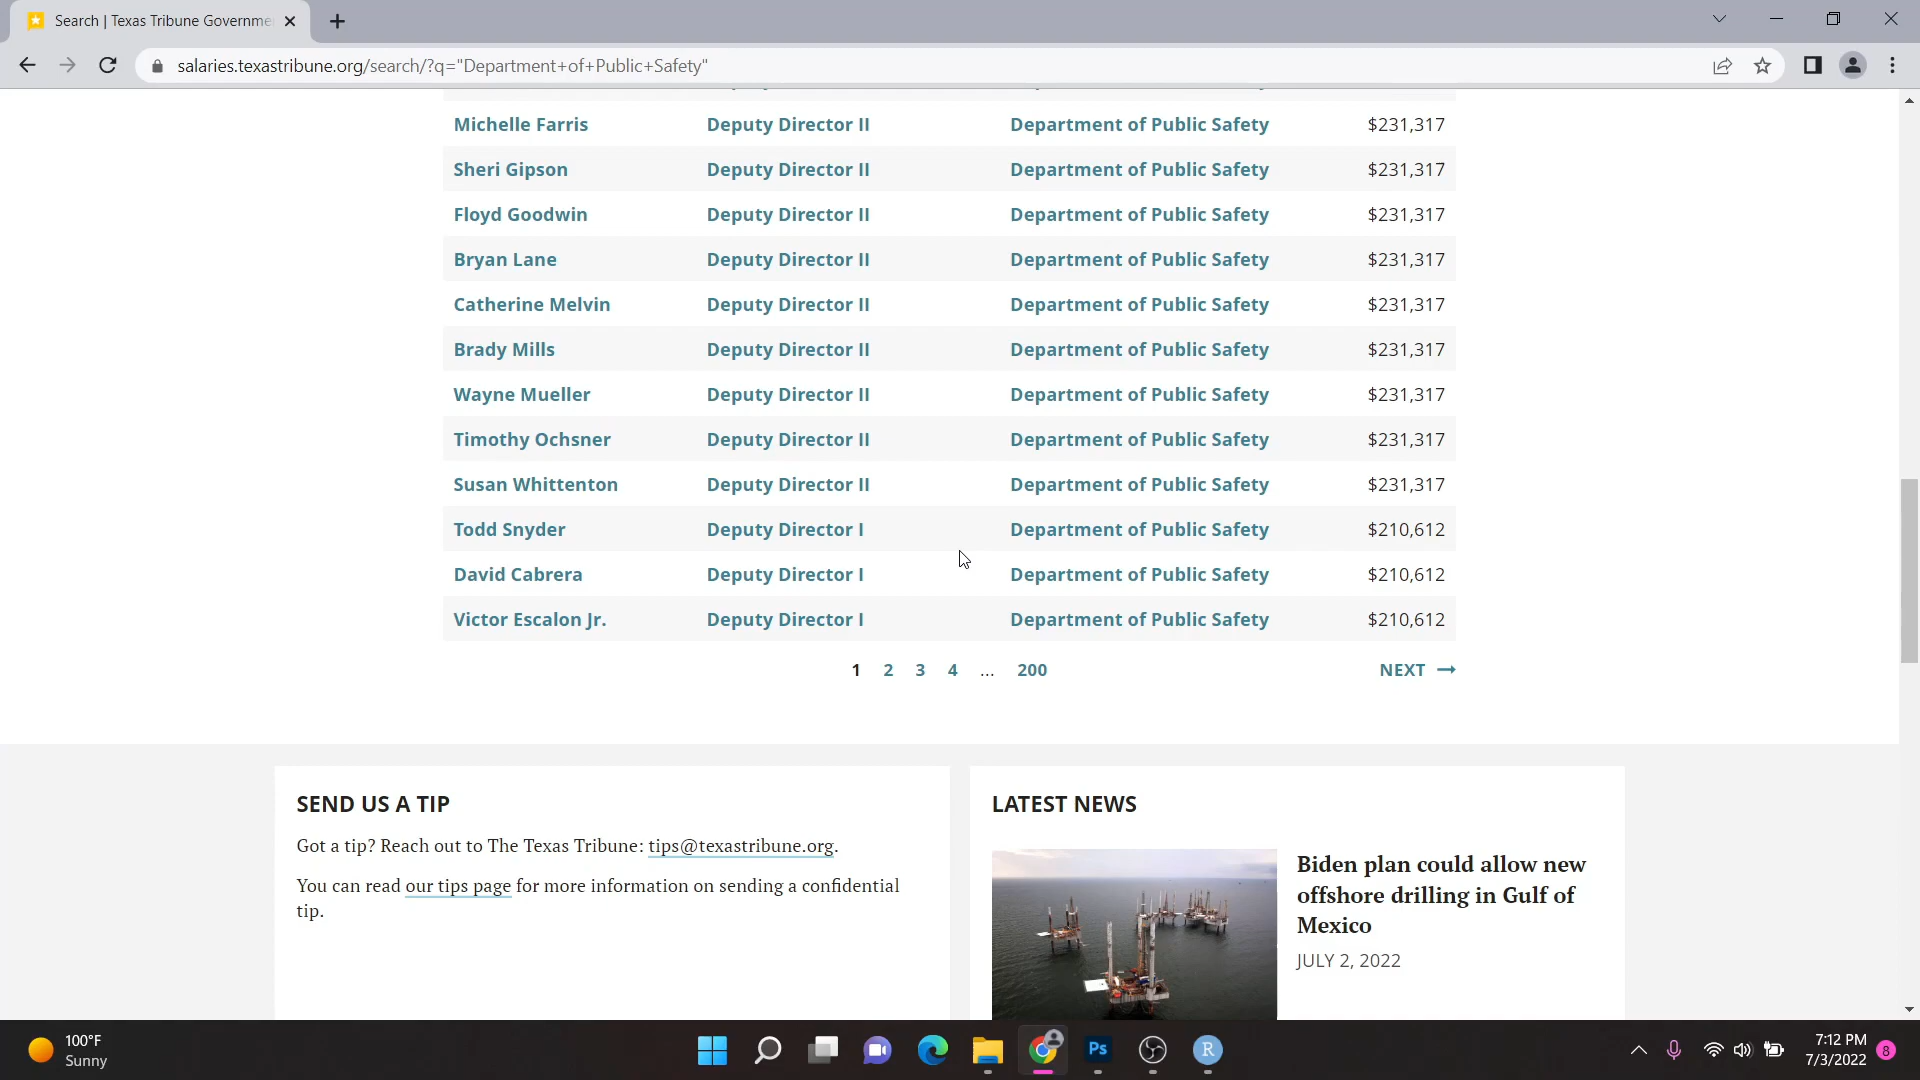 Search | Texas Tribune Governme
salaries.texastribune.org/search/?q="Department+of+Public+Safety"
Michelle Farris Deputy Director II Department of Public Safety $231,317
Sheri Gipson Deputy Director II Department of Public Safety $231,317
Floyd Goodwin Deputy Director II Department of Public Safety $231,317
Bryan Lane Deputy Director II Department of Public Safety $231,317
Catherine Melvin Deputy Director II Department of Public Safety $231,317
Brady Mills Deputy Director II Department of Public Safety $231,317
Wayne Mueller Deputy Director II Department of Public Safety $231,317
Timothy Ochsner Deputy Director II Department of Public Safety $231,317
Susan Whittenton Deputy Director II Department of Public Safety $231,317
Todd Snyder Deputy Director I Department of Public Safety $210,612
David Cabrera Deputy Director I Department of Public Safety $210,612
Victor Escalon Jr. Deputy Director I Department of Public Safety $210,612
1 2 3 4 ... 200 NEXT →
SEND US A TIP
Got a tip? Reach out to The Texas Tribune: tips@texastribune.org.
You can read our tips page for more information on sending a confidential
tip.
LATEST NEWS
Biden plan could allow new
offshore drilling in Gulf of
Mexico
JULY 2, 2022
100°F
Sunny
Ps
R
7:12 PM
7/3/2022
8